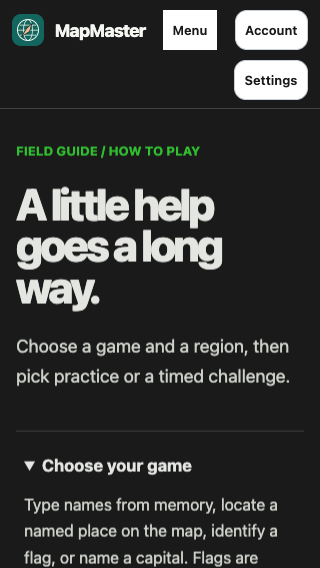 MapMaster
Menu
Account
Settings
FIELD GUIDE / HOW TO PLAY
A little help
goes a long
way.
Choose a game and a region, then
pick practice or a timed challenge.
▼ Choose your game
Type names from memory, locate a
named place on the map, identify a
flag, or name a capital. Flags are